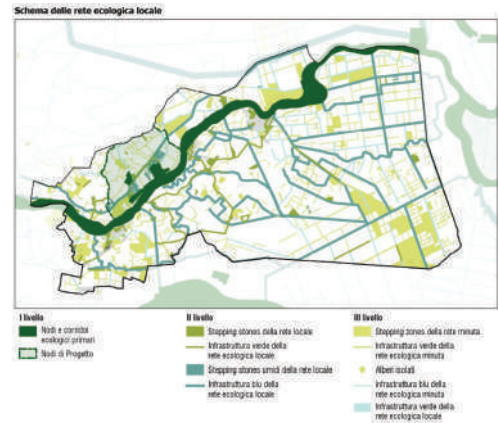 Schema delle rete ecologica locale
I livello
Nodi e corridoi
ecologici primari
Nodi di Progetto
II livello
Stepping stones della rete locale
Infrastruttura verde della
rete ecologica locale
Stepping stones umidi della rete locale
Infrastruttura blu della
rete ecologica locale
III livello
Stepping zones della rete minuta
Infrastruttura verde della
rete ecologica minuta
Alberi isolati
Infrastruttura blu della
rete ecologica minuta
Infrastruttura verde della
rete ecologica locale